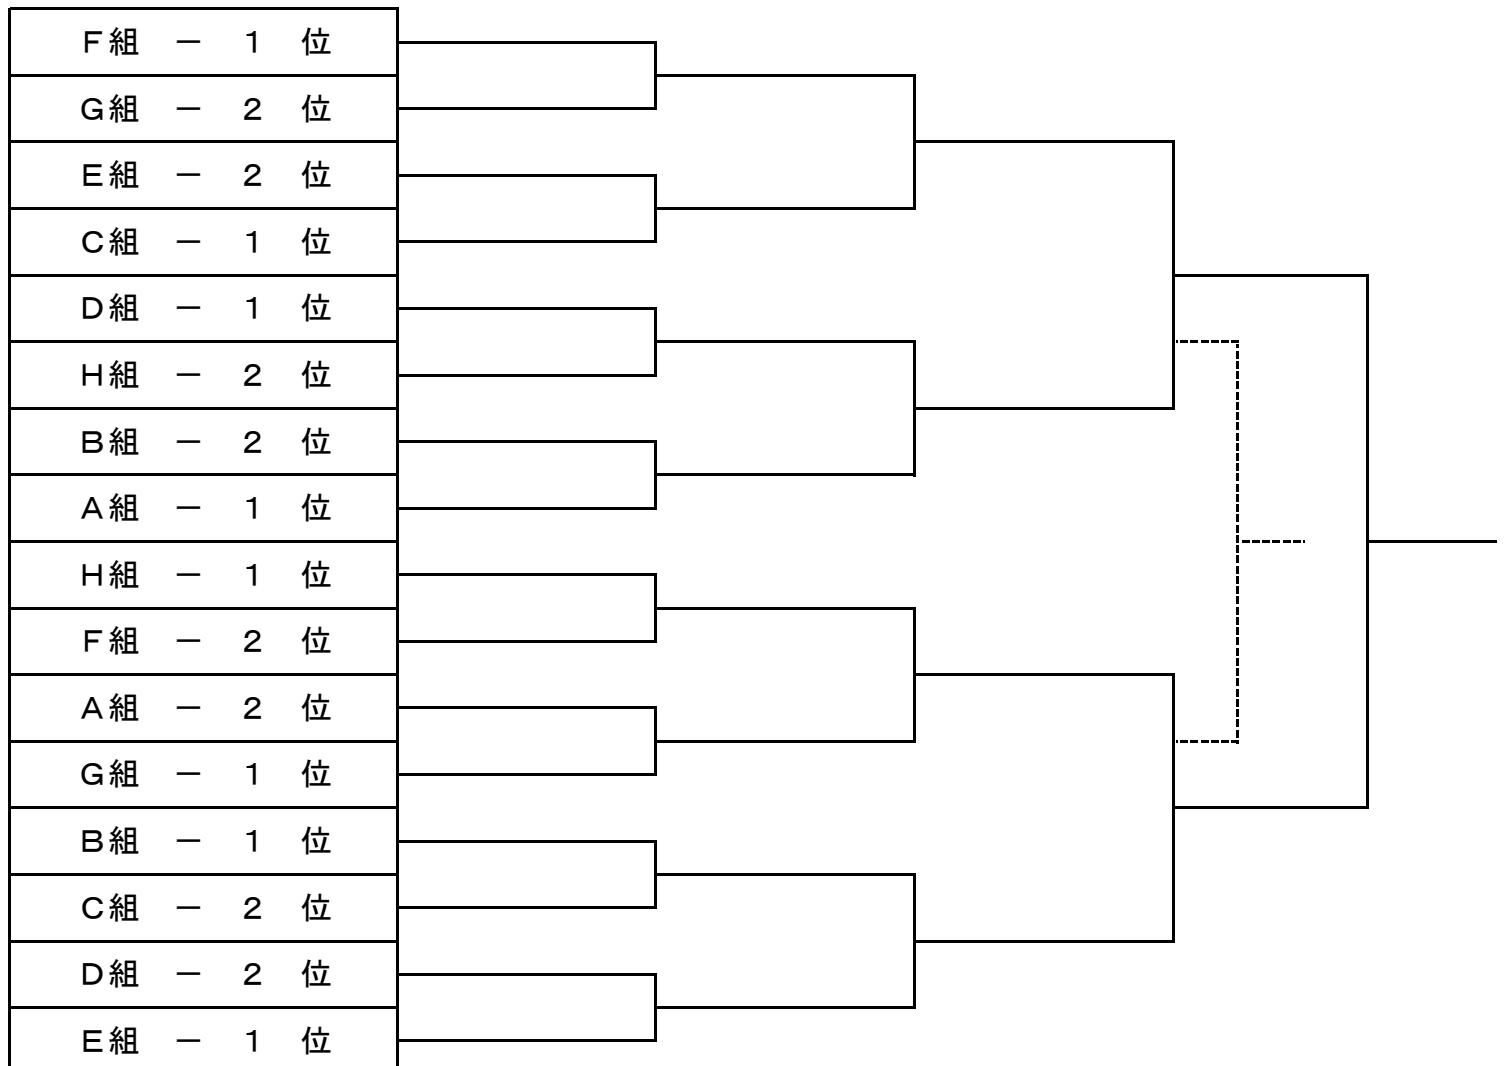 Ｆ組　－　１　位
Ｇ組　－　２　位
Ｅ組　－　２　位
Ｃ組　－　１　位
Ｄ組　－　１　位
Ｈ組　－　２　位
Ｂ組　－　２　位
Ａ組　－　１　位
Ｈ組　－　１　位
Ｆ組　－　２　位
Ａ組　－　２　位
Ｇ組　－　１　位
Ｂ組　－　１　位
Ｃ組　－　２　位
Ｄ組　－　２　位
Ｅ組　－　１　位